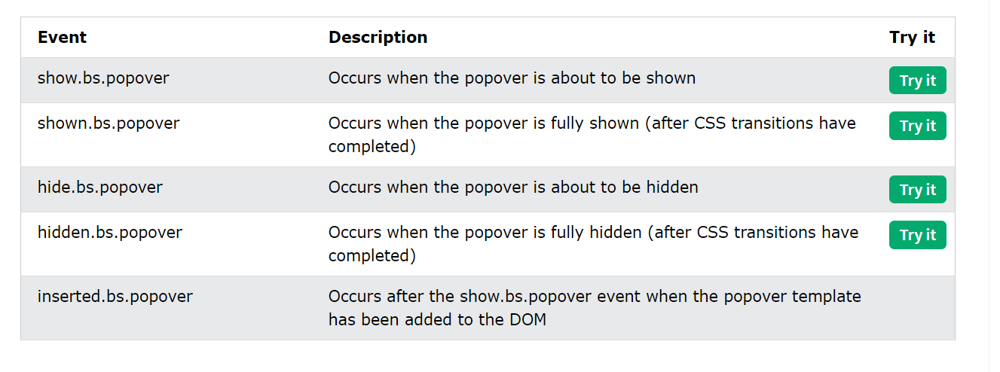 Event Description Try it
show.bs.popover Occurs when the popover is about to be shown Try it
shown.bs.popover Occurs when the popover is fully shown (after CSS transitions have Try it
completed)
hide.bs.popover Occurs when the popover is about to be hidden Try it
hidden.bs.popover Occurs when the popover is fully hidden (after CSS transitions have Try it
completed)
inserted.bs.popover Occurs after the show.bs.popover event when the popover template
has been added to the DOM